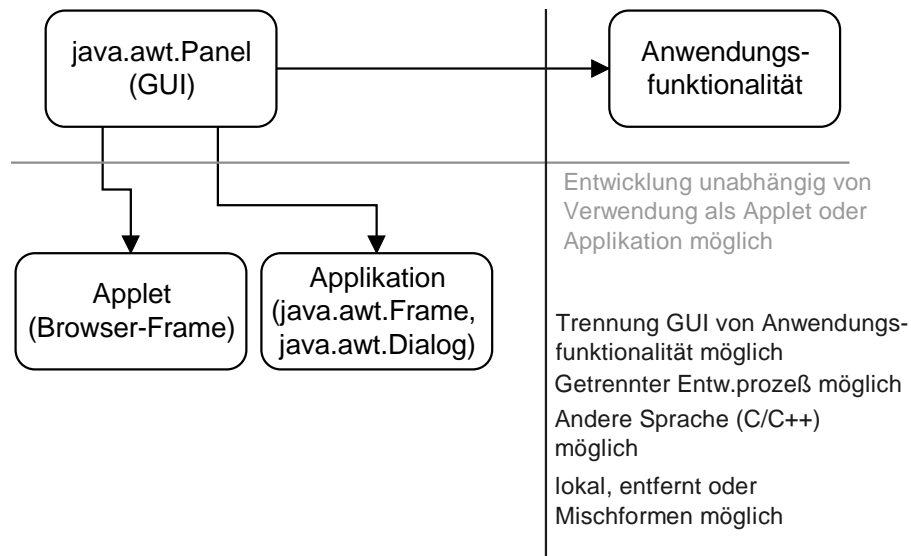 java.awt.Panel
(GUI)
Anwendungs-
funktionalität
Entwicklung unabhängig von
Verwendung als Applet oder
Applikation möglich
Applet
(Browser-Frame)
Applikation
(java.awt.Frame,
java.awt.Dialog)
Trennung GUI von Anwendungs-
funktionalität möglich
Getrennter Entw.prozeß möglich
Andere Sprache (C/C++)
möglich
lokal, entfernt oder
Mischformen möglich